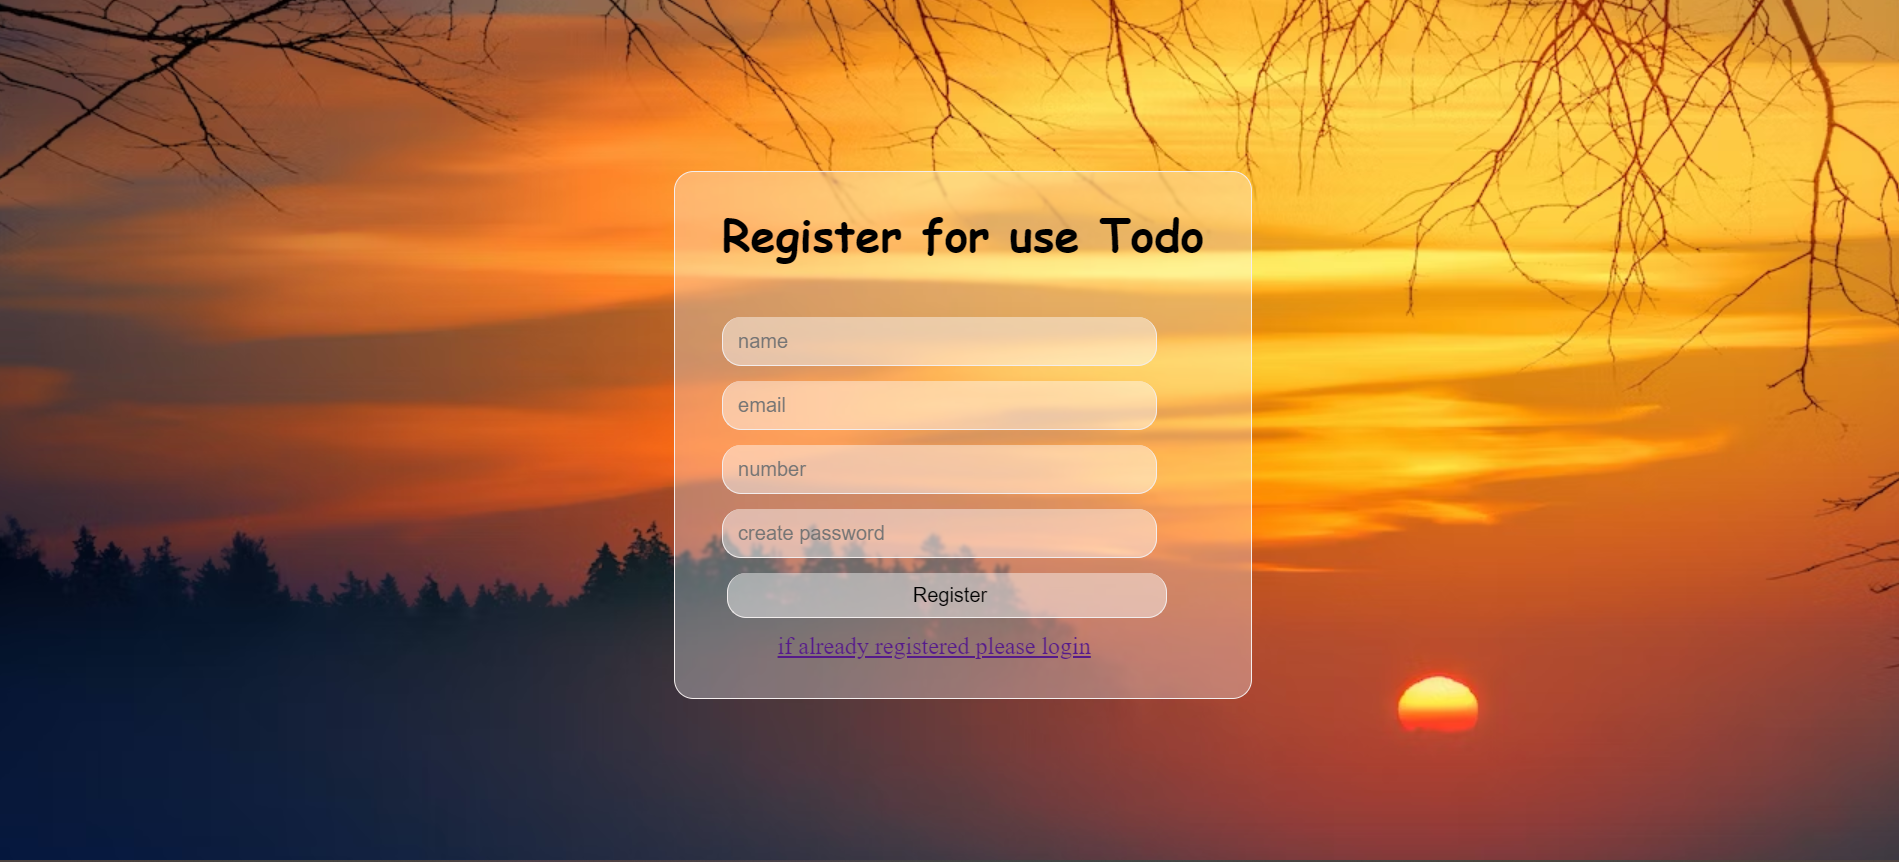 Register for use Todo
name
email
number
create password
Register
if already registered please login